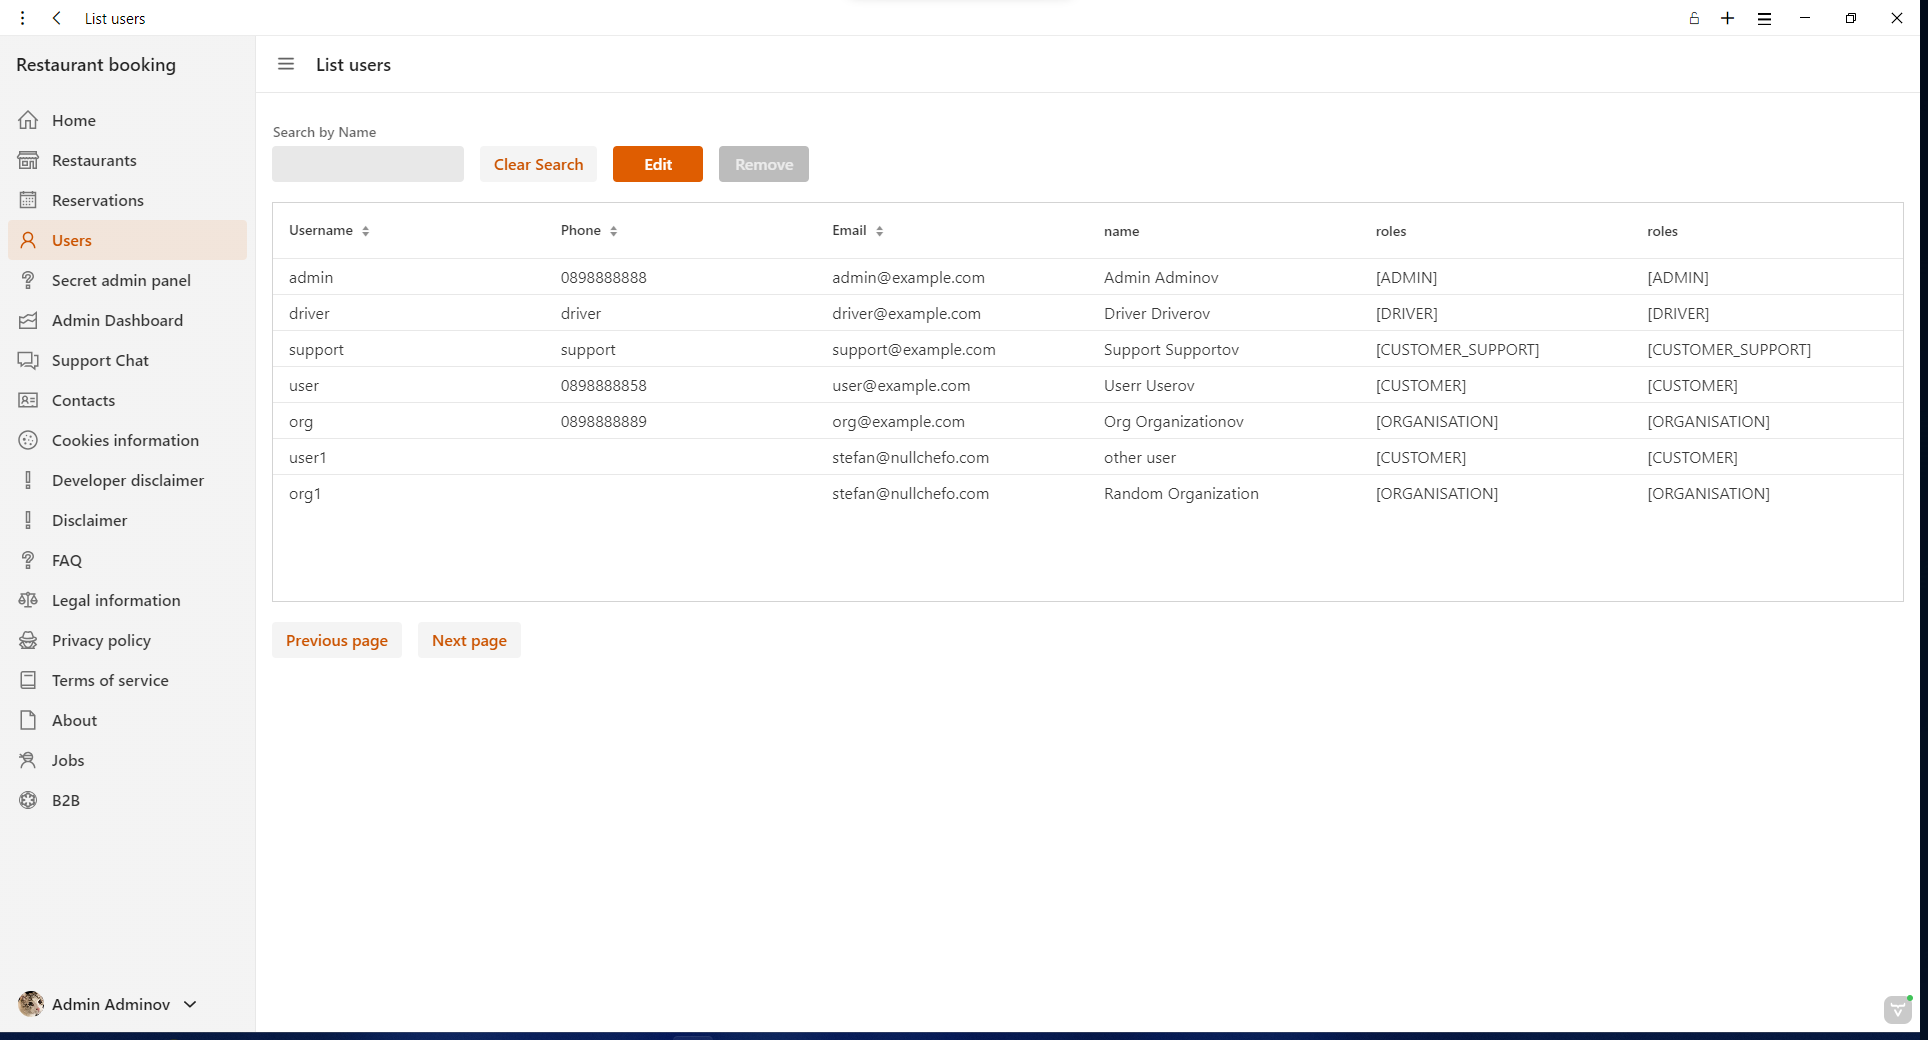 List users
Restaurant booking
List users
Home
Restaurants
Reservations
Users
Secret admin panel
Admin Dashboard
Support Chat
Contacts
Cookies information
Developer disclaimer
Disclaimer
FAQ
Legal information
Privacy policy
Terms of service
About
Jobs
B2B
Admin Adminov
Search by Name
Clear Search Edit Remove
Username Phone Email name roles roles
admin 0898888888 admin@example.com Admin Adminov [ADMIN] [ADMIN]
driver driver driver@example.com Driver Driverov [DRIVER] [DRIVER]
support support support@example.com Support Supportov [CUSTOMER_SUPPORT] [CUSTOMER_SUPPORT]
user 0898888858 user@example.com Userr Userov [CUSTOMER] [CUSTOMER]
org 0898888889 org@example.com Org Organizationov [ORGANISATION] [ORGANISATION]
user1 stefan@nullchefo.com other user [CUSTOMER] [CUSTOMER]
org1 stefan@nullchefo.com Random Organization [ORGANISATION] [ORGANISATION]
Previous page Next page